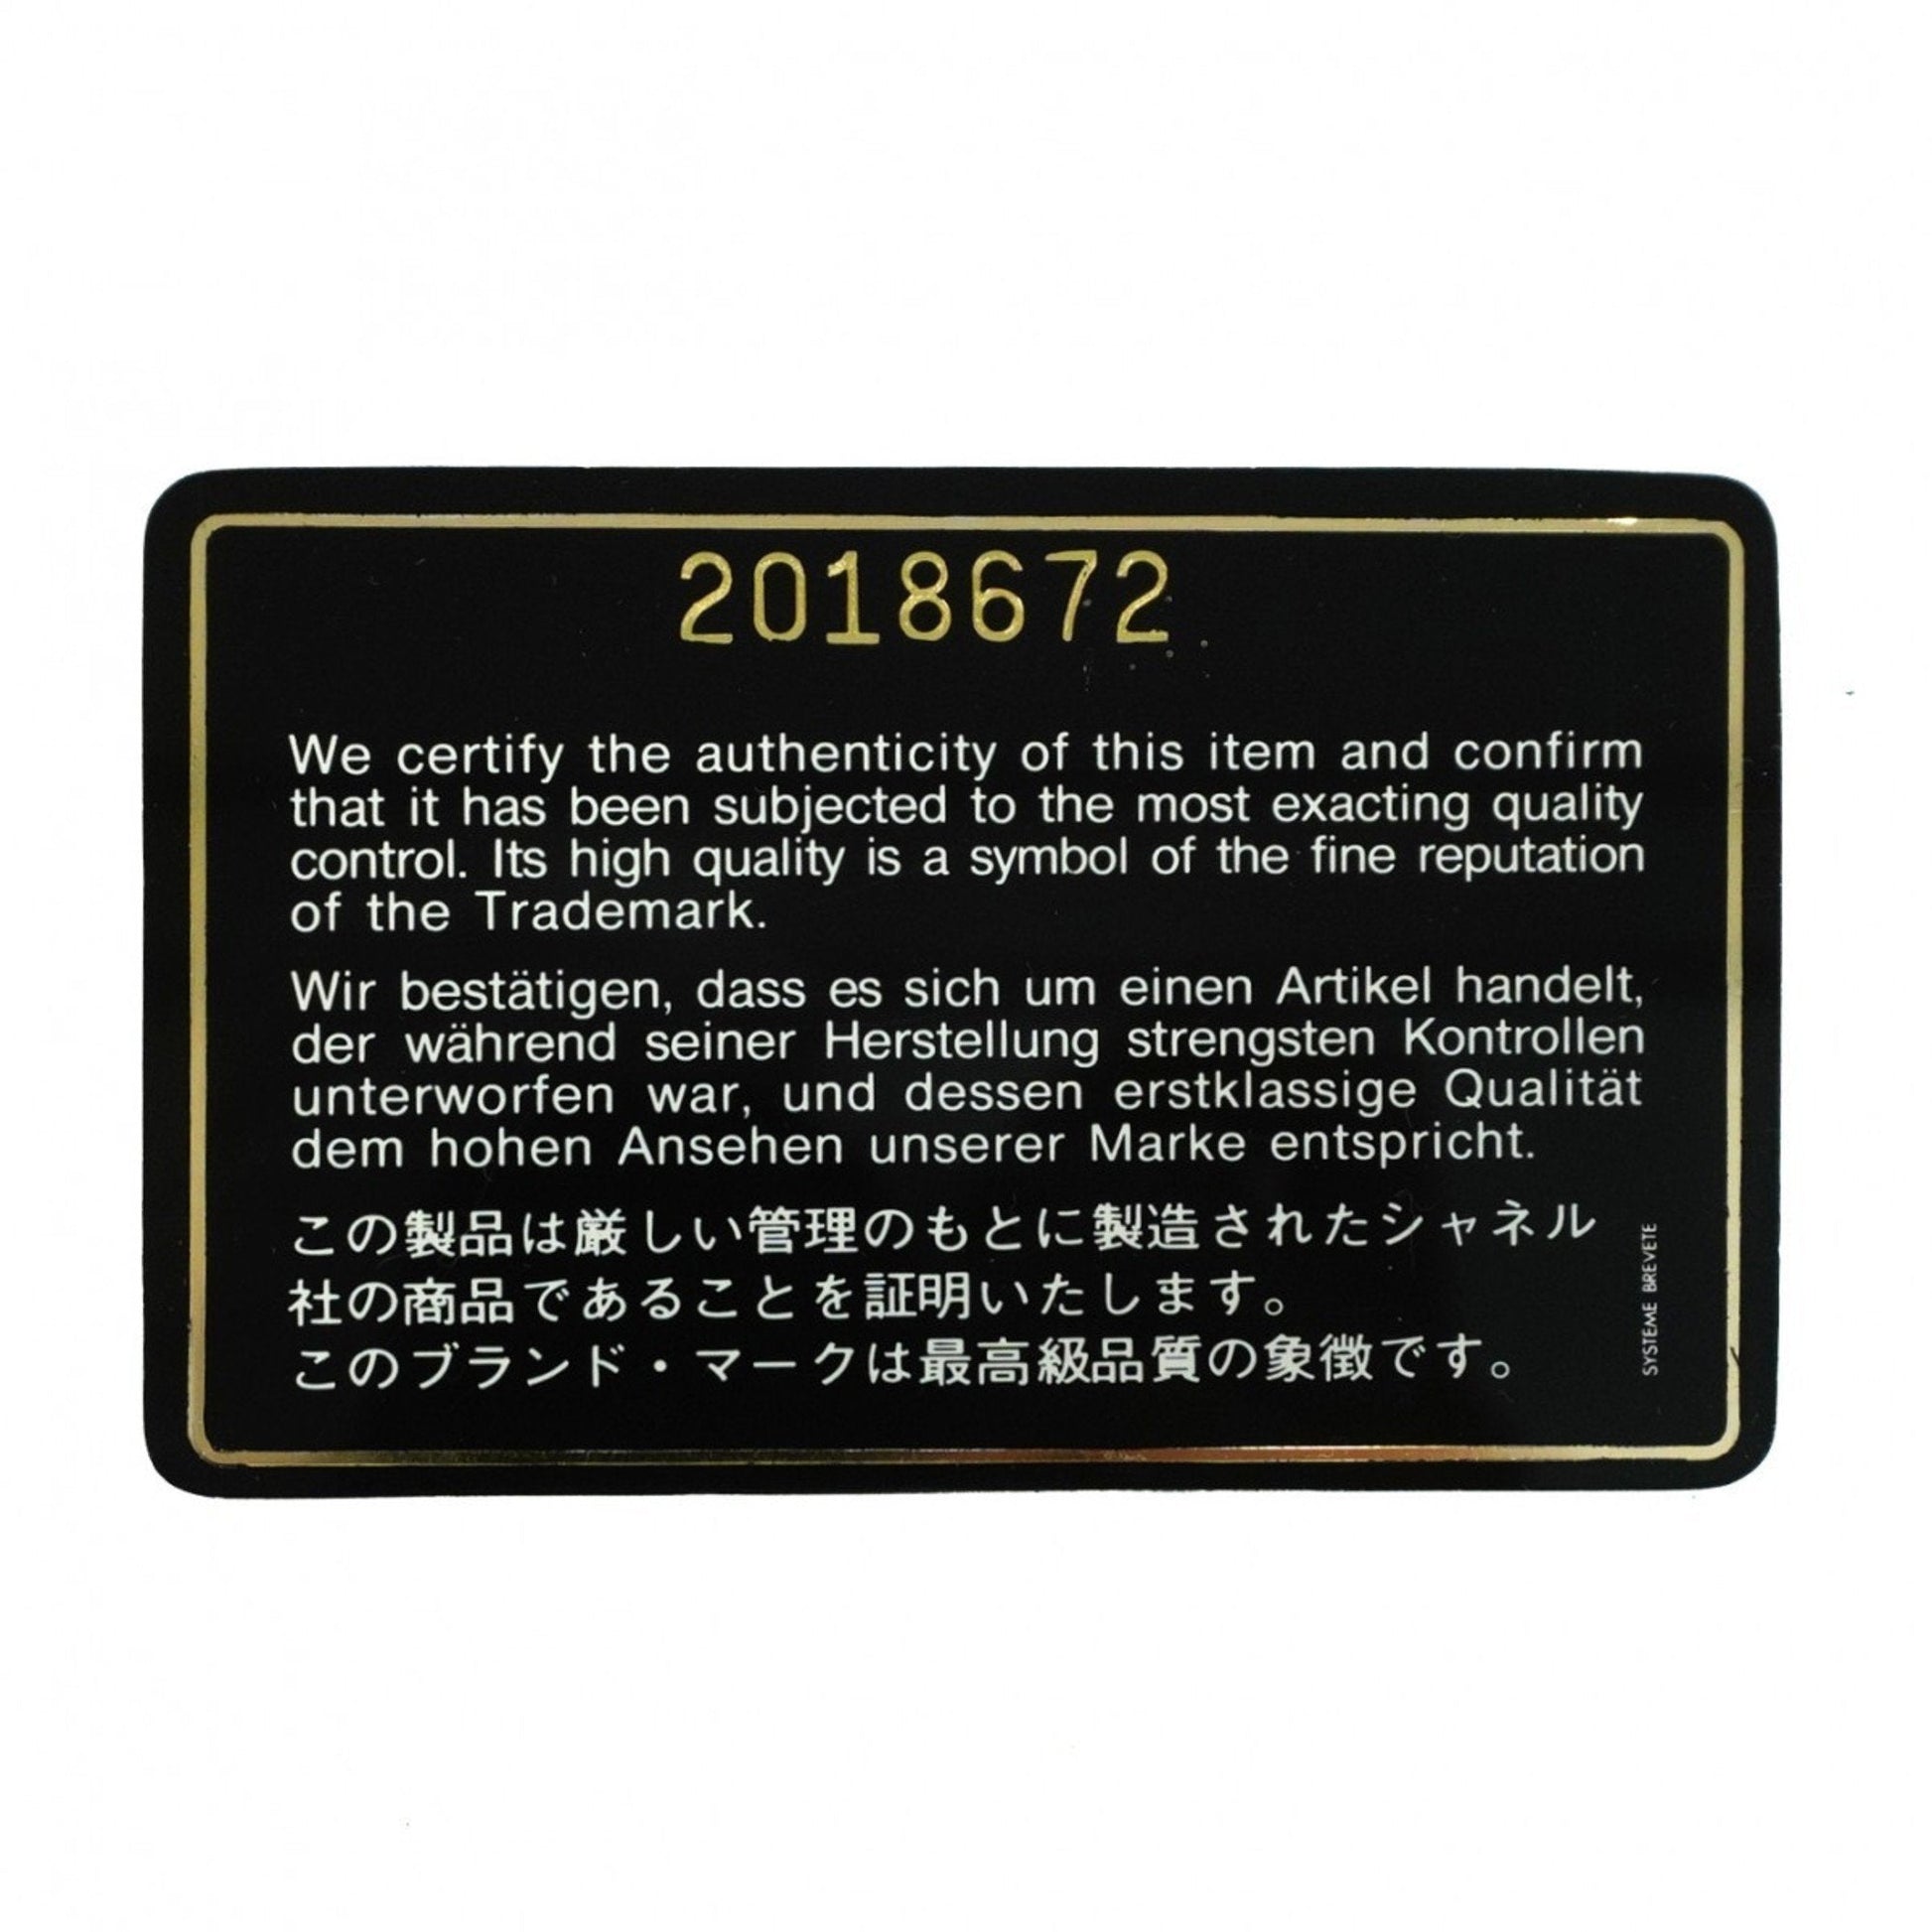 2018672
We certify the authenticity of this item and confirm
that it has been subjected to the most exacting quality
control. Its high quality is a symbol of the fine reputation
of the Trademark.
Wir bestätigen, dass es sich um einen Artikel handelt,
der während seiner Herstellung strengsten Kontrollen
unterworfen war, und dessen erstklassige Qualität
dem hohen Ansehen unserer Marke entspricht.
この製品は厳しい管理のもとに製造されたシャネル
社の商品であることを証明いたします。
このブランド・マークは最高級品質の象徴です。
SYSTEME BREVETE